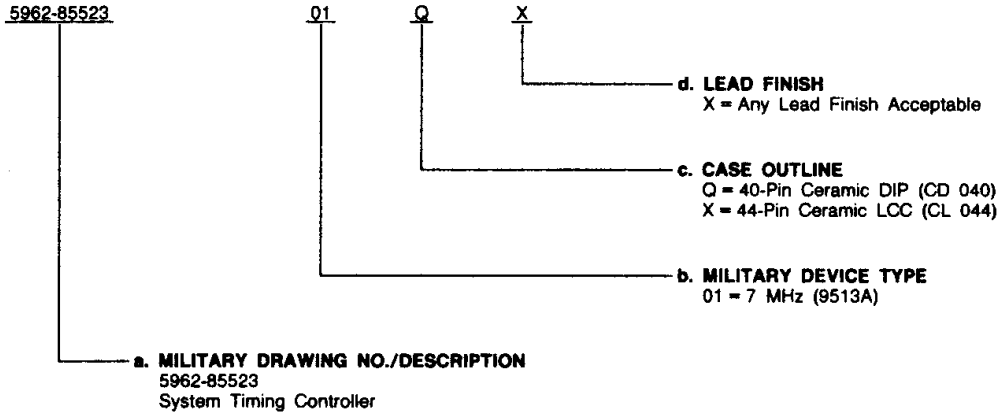 5962-85523 01 Q X
d. LEAD FINISH
X = Any Lead Finish Acceptable
c. CASE OUTLINE
Q = 40-Pin Ceramic DIP (CD 040)
X = 44-Pin Ceramic LCC (CL 044)
b. MILITARY DEVICE TYPE
01 = 7 MHz (9513A)
a. MILITARY DRAWING NO./DESCRIPTION
5962-85523
System Timing Controller